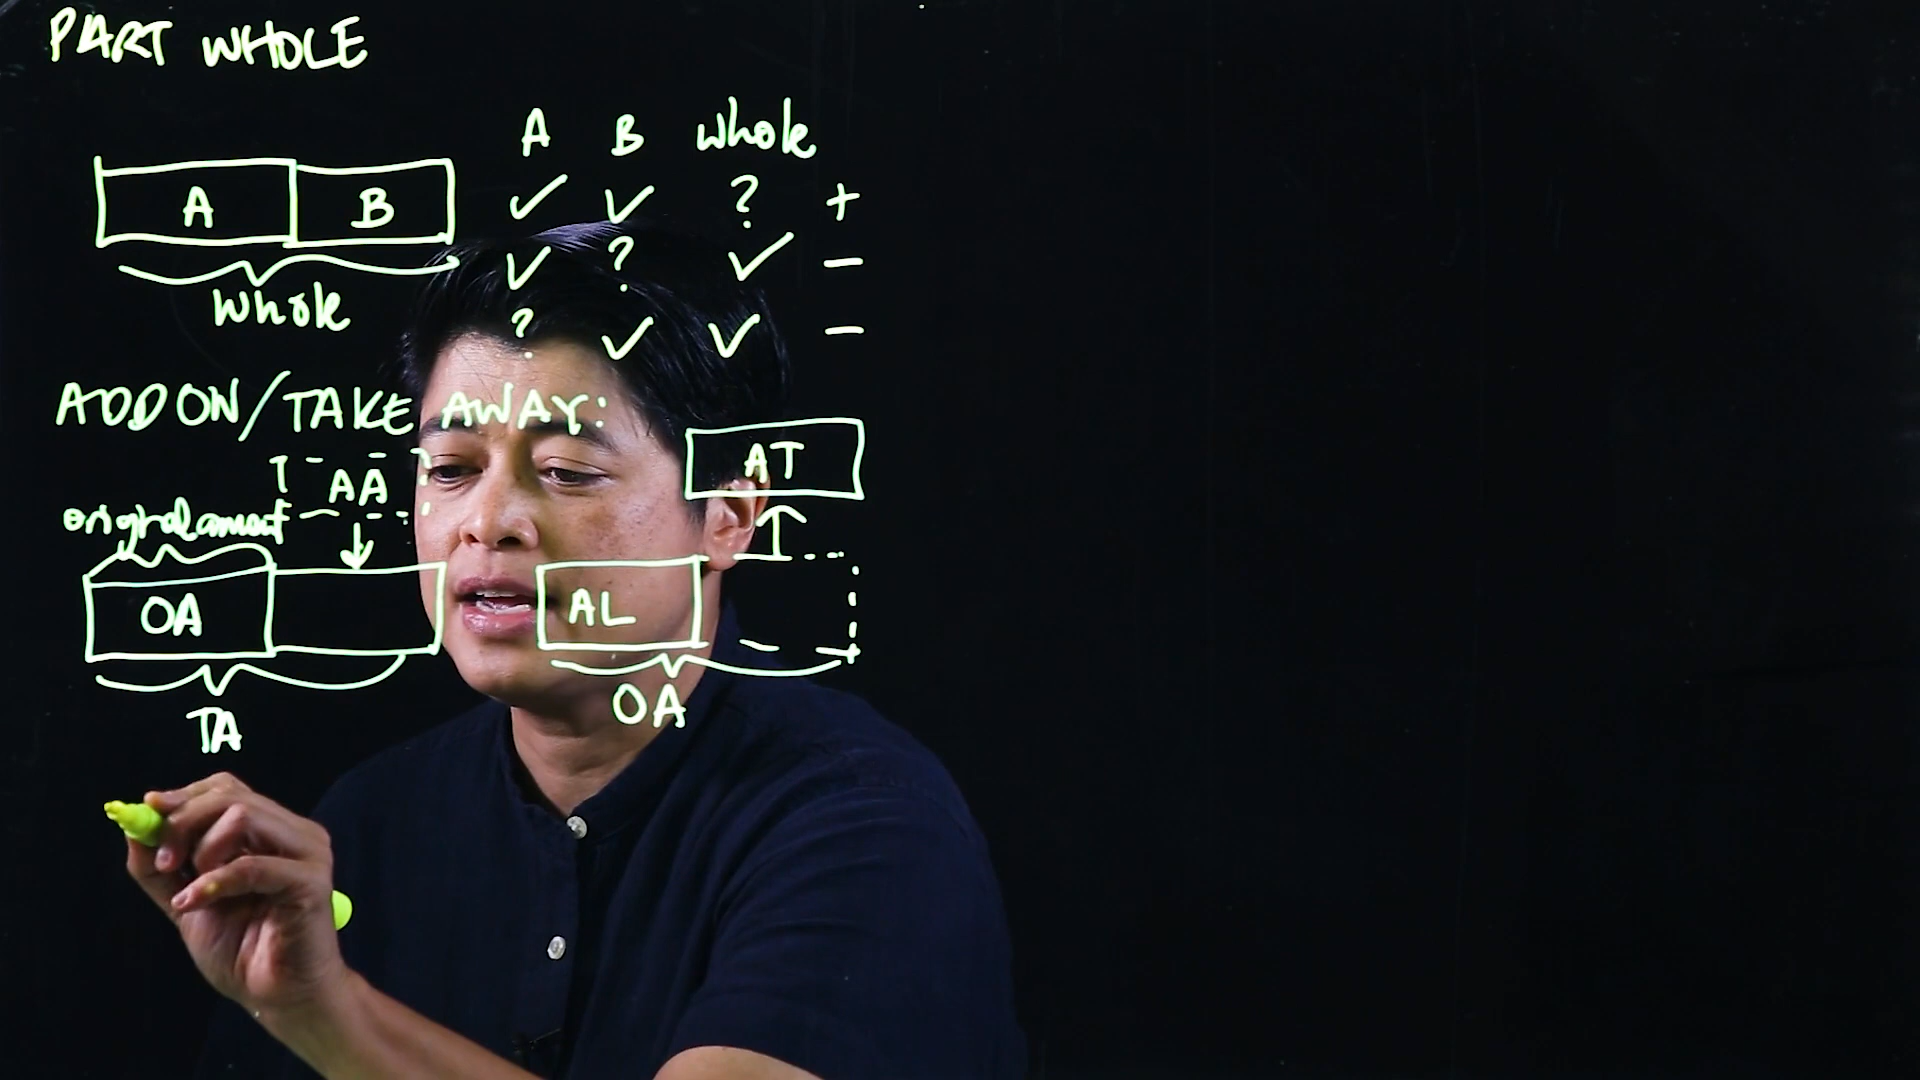 PART WHOLE
A B whole
A B ✓ ✓ ? +
✓ ? ✓ −
whole
? ✓ ✓ −
ADD ON/TAKE AWAY:
AT
AA
original amount
OA
AL
TA
OA